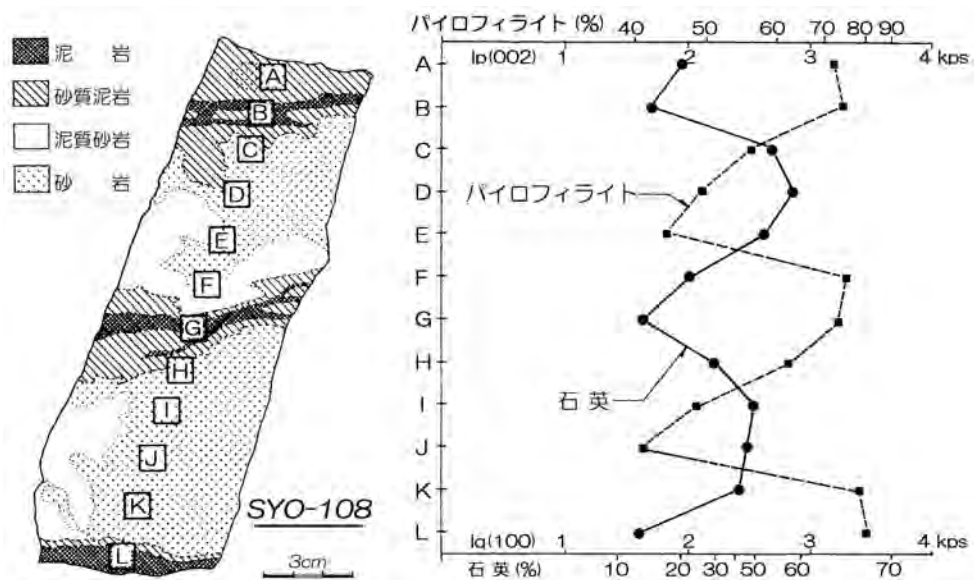 泥 岩
砂質泥岩
泥質砂岩
砂 岩
A
B
C
D
E
F
G
H
I
J
K
L
SYO-108
3cm
パイロフィライト (%)
40 50 60 70 80 90
Ip(002) 1 2 3 4 kps
A
B
C
D
E
F
G
H
I
J
K
L
パイロフィライト
石 英
Iq(100) 1 2 3 4 kps
石 英 (%) 10 20 30 50 60 70